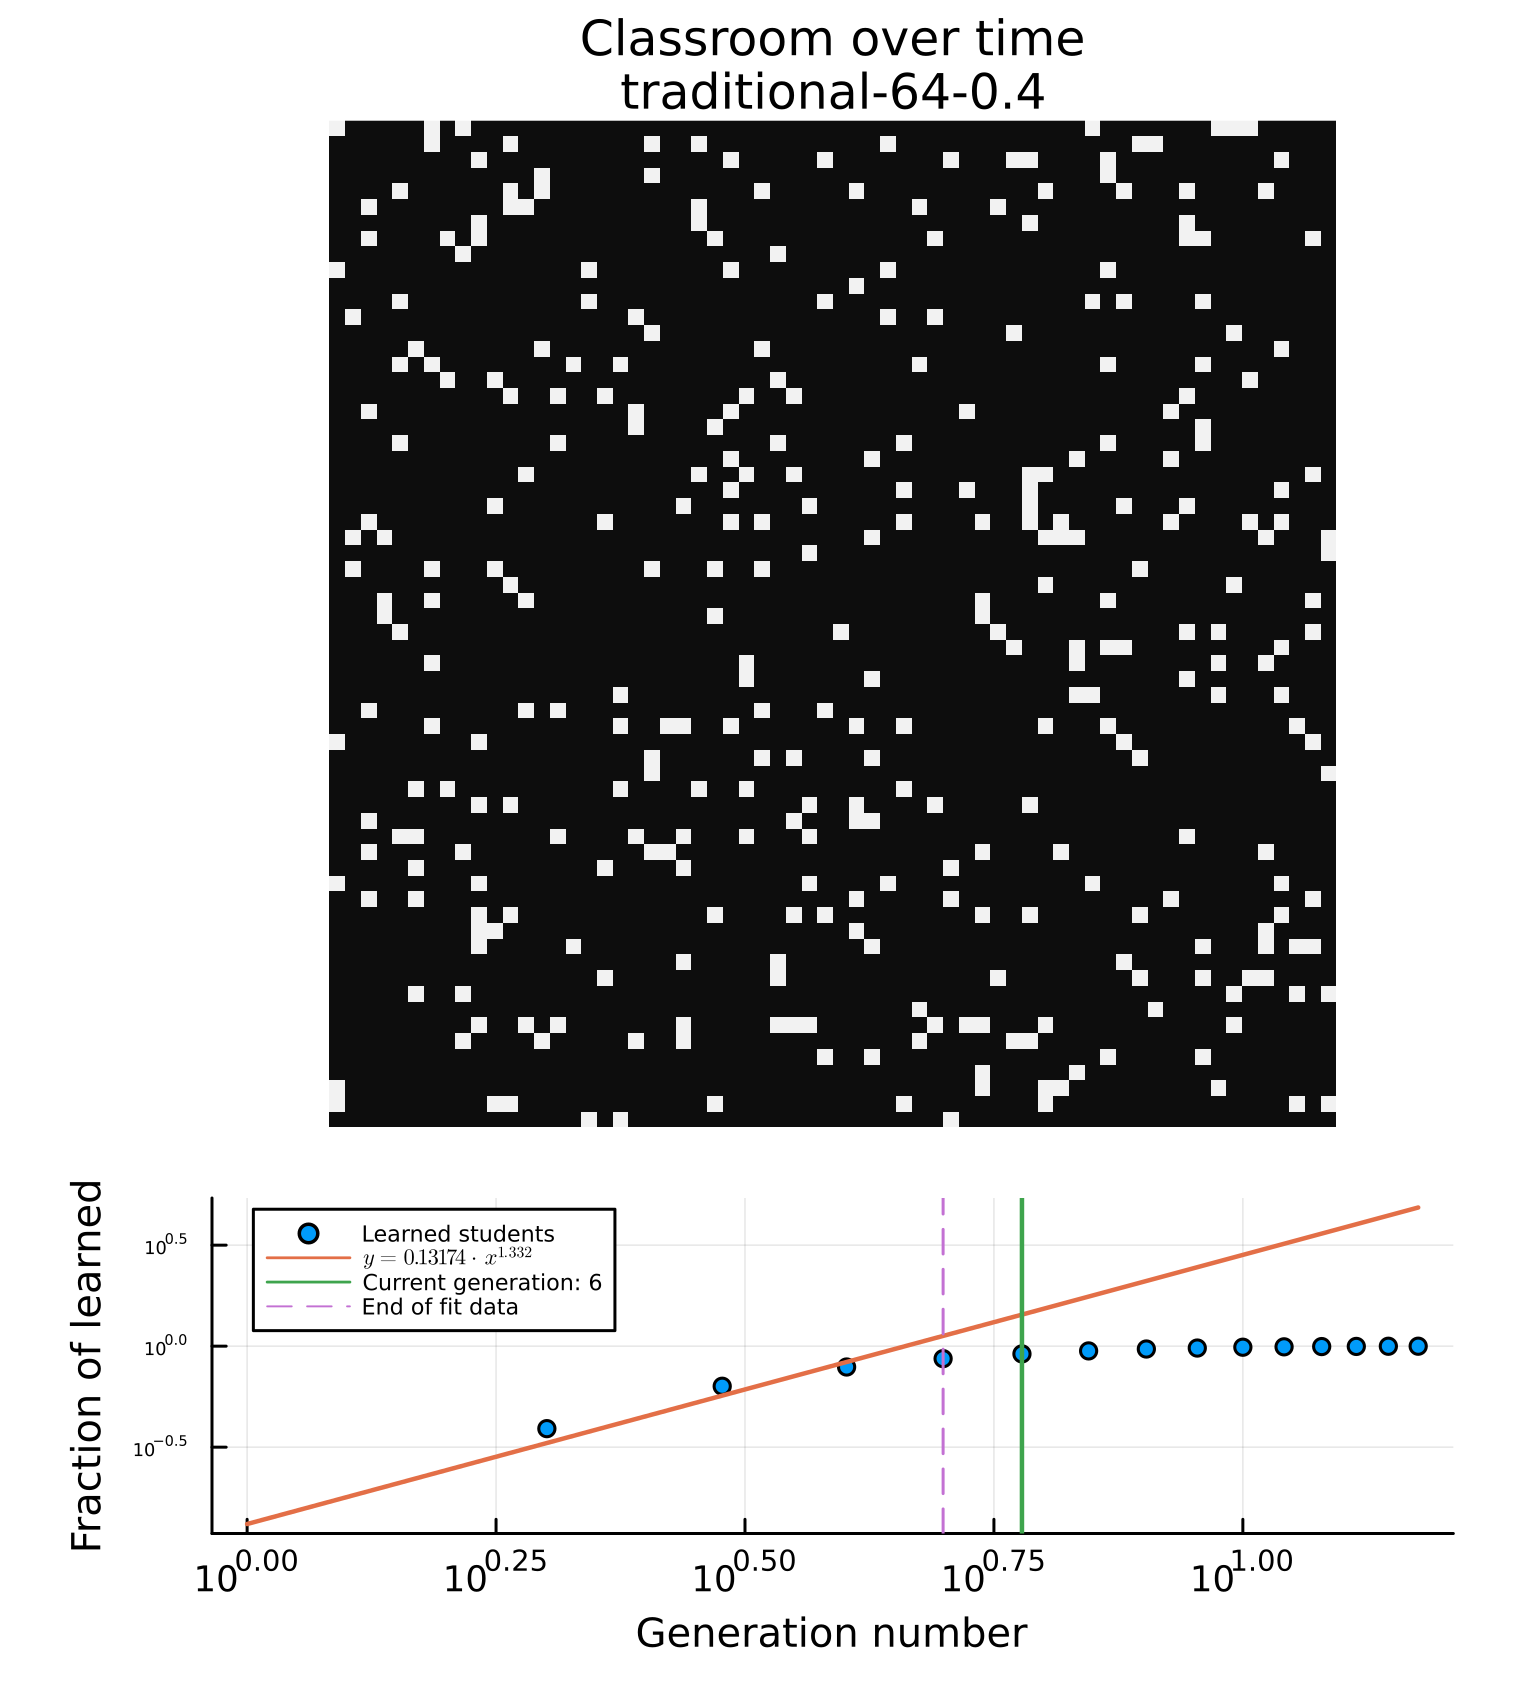 Classroom over time
traditional-64-0.4
Fraction of learned
10^0.5
10^0.0
10^−0.5
Learned students
y = 0.13174 · x^1.332
Current generation: 6
End of fit data
10^0.00 10^0.25 10^0.50 10^0.75 10^1.00
Generation number